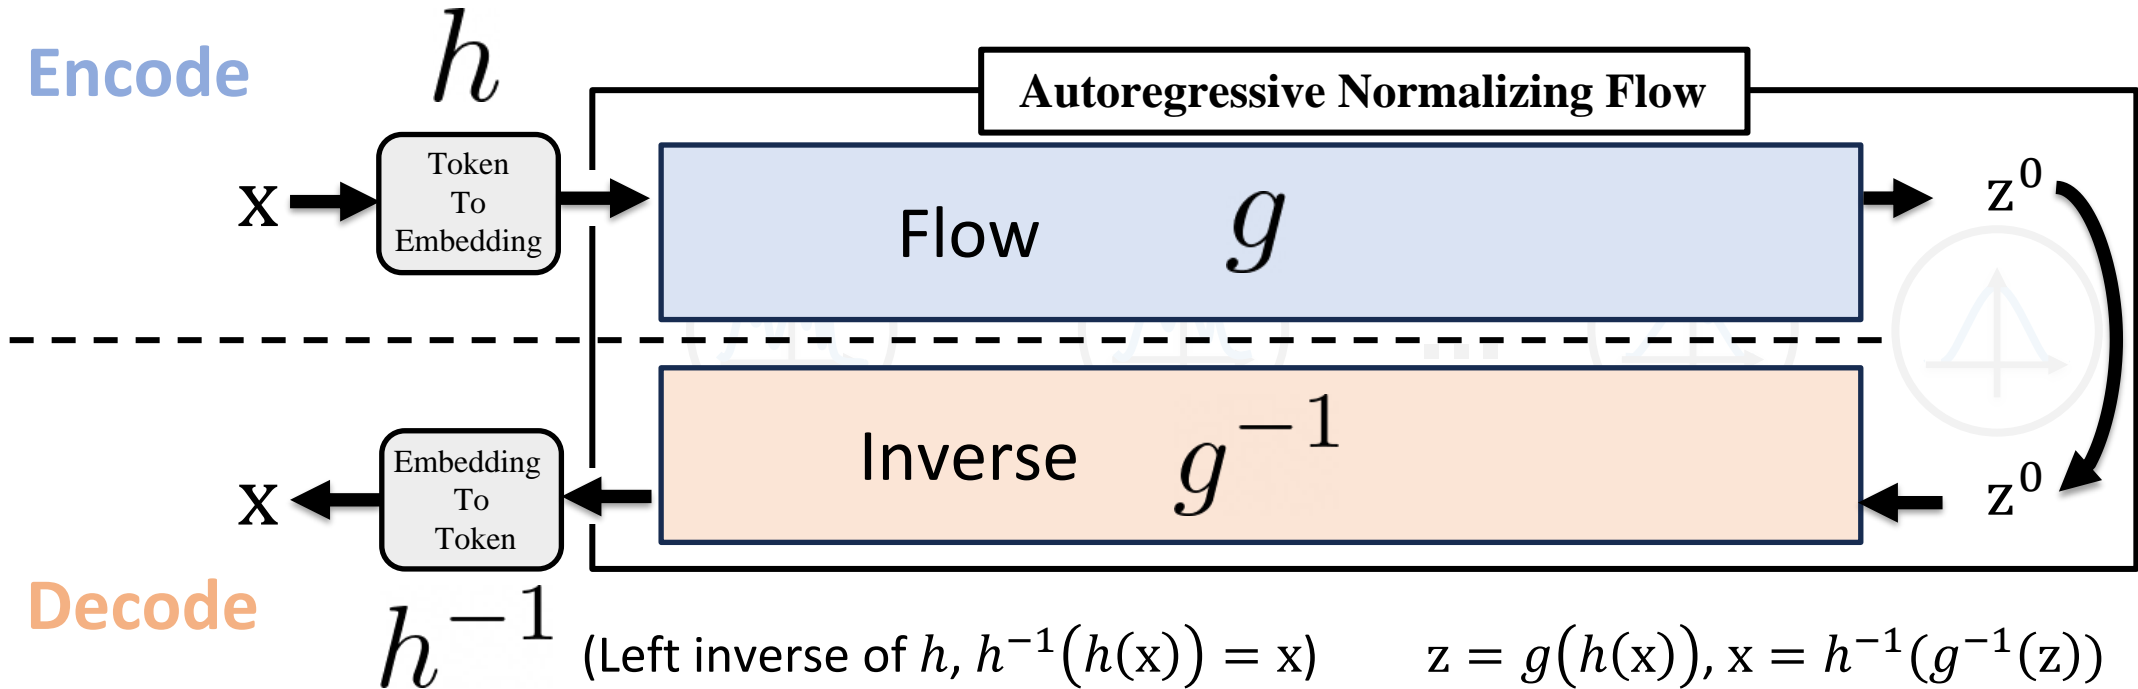 Encode
h
Autoregressive Normalizing Flow
x
Token
To
Embedding
Flow g
z⁰
...
x
Embedding
To
Token
Inverse g⁻¹
z⁰
Decode
h⁻¹ (Left inverse of h, h⁻¹(h(x)) = x) z = g(h(x)), x = h⁻¹(g⁻¹(z))